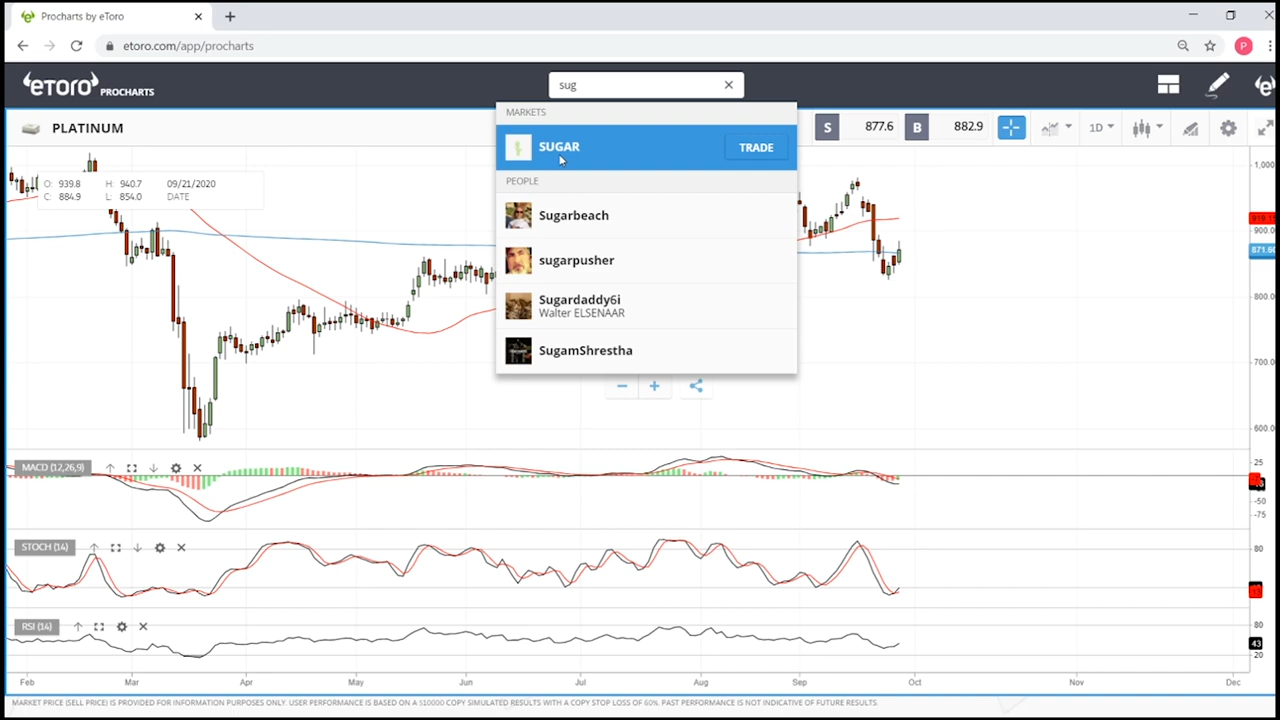 Procharts by eToro
etoro.com/app/procharts
P
eToro PROCHARTS
sug
MARKETS
SUGAR TRADE
PEOPLE
Sugarbeach
sugarpusher
Sugardaddy6i
Walter ELSENAAR
SugamShrestha
PLATINUM
S 877.6 B 882.9 1D
O: 939.8 H: 940.7 09/21/2020
C: 884.9 L: 854.0 DATE
900.
800.0
700.0
600.0
MACD (12,26,9)
25
-50
-75
STOCH (14)
80
RSI (14)
80
43
20
Feb Mar Apr May Jun Jul Aug Sep Oct Nov Dec
MARKET PRICE (SELL PRICE) IS PROVIDED FOR INFORMATION PURPOSES ONLY. USER PERFORMANCE IS BASED ON A $10000 COPY SIMULATED RESULTS WITH A COPY STOP LOSS OF 60%. PAST PERFORMANCE IS NOT INDICATIVE OF FUTURE RESULTS.